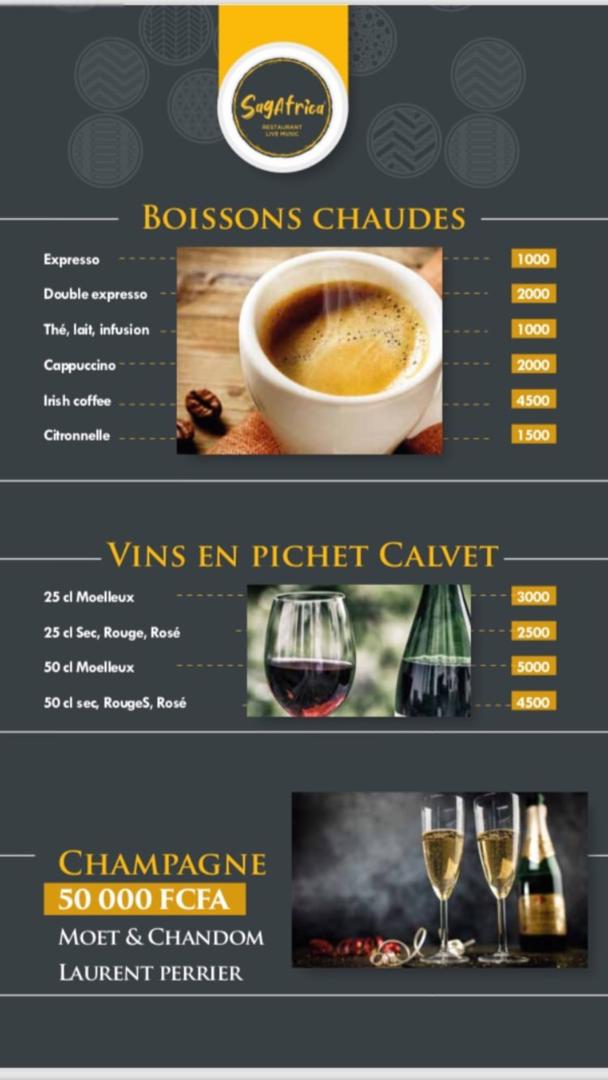 SagAfrica
RESTAURANT
LIVE MUSIC
BOISSONS CHAUDES
Expresso 1000
Double expresso 2000
Thé, lait, infusion 1000
Cappuccino 2000
Irish coffee 4500
Citronnelle 1500
VINS EN PICHET CALVET
25 cl Moelleux 3000
25 cl Sec, Rouge, Rosé 2500
50 cl Moelleux 5000
50 cl sec, RougeS, Rosé 4500
CHAMPAGNE
50 000 FCFA
MOET & CHANDOM
LAURENT PERRIER